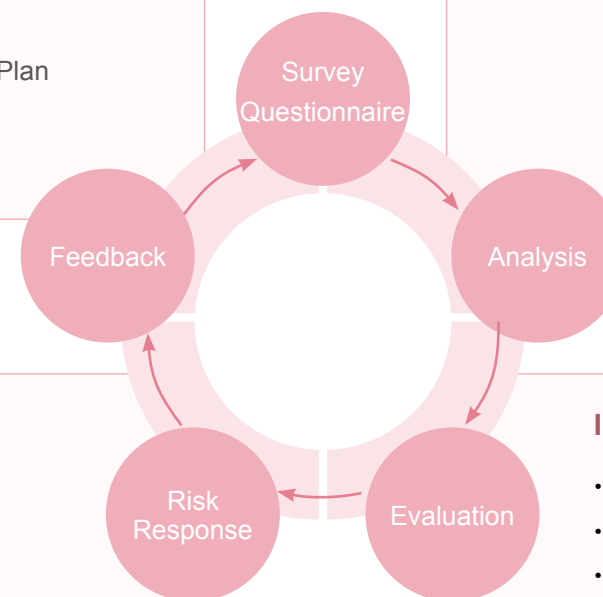 Plan
Survey
Questionnaire
Feedback
Analysis
Risk
Response
Evaluation
•
•
•